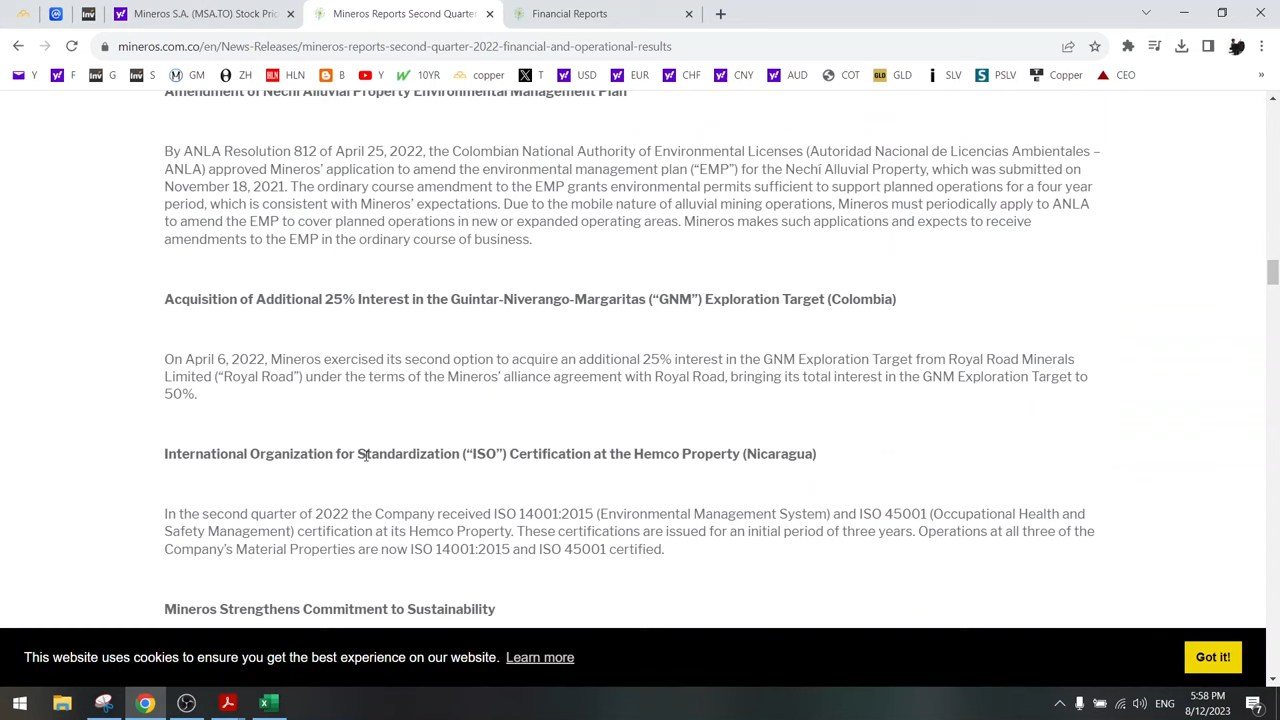 Mineros S.A. (MSA.TO) Stock Pric
Mineros Reports Second Quarter
Financial Reports
mineros.com.co/en/News-Releases/mineros-reports-second-quarter-2022-financial-and-operational-results
Y F G S GM ZH HLN B Y 10YR copper T USD EUR CHF CNY AUD COT GLD SLV PSLV Copper CEO »
Amendment of Nechí Alluvial Property Environmental Management Plan
By ANLA Resolution 812 of April 25, 2022, the Colombian National Authority of Environmental Licenses (Autoridad Nacional de Licencias Ambientales –
ANLA) approved Mineros’ application to amend the environmental management plan (“EMP”) for the Nechí Alluvial Property, which was submitted on
November 18, 2021. The ordinary course amendment to the EMP grants environmental permits sufficient to support planned operations for a four year
period, which is consistent with Mineros’ expectations. Due to the mobile nature of alluvial mining operations, Mineros must periodically apply to ANLA
to amend the EMP to cover planned operations in new or expanded operating areas. Mineros makes such applications and expects to receive
amendments to the EMP in the ordinary course of business.
Acquisition of Additional 25% Interest in the Guintar-Niverango-Margaritas (“GNM”) Exploration Target (Colombia)
On April 6, 2022, Mineros exercised its second option to acquire an additional 25% interest in the GNM Exploration Target from Royal Road Minerals
Limited (“Royal Road”) under the terms of the Mineros’ alliance agreement with Royal Road, bringing its total interest in the GNM Exploration Target to
50%.
International Organization for Standardization (“ISO”) Certification at the Hemco Property (Nicaragua)
In the second quarter of 2022 the Company received ISO 14001:2015 (Environmental Management System) and ISO 45001 (Occupational Health and
Safety Management) certification at its Hemco Property. These certifications are issued for an initial period of three years. Operations at all three of the
Company’s Material Properties are now ISO 14001:2015 and ISO 45001 certified.
Mineros Strengthens Commitment to Sustainability
This website uses cookies to ensure you get the best experience on our website. Learn more
Got it!
ENG
5:58 PM
8/12/2023
7